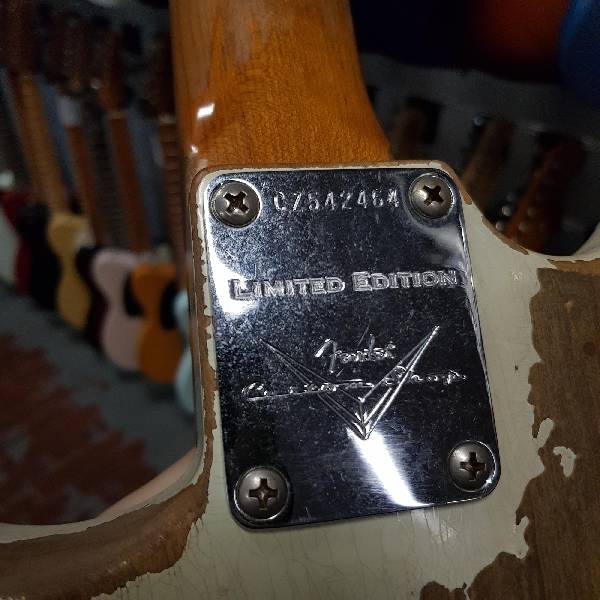 CZ542464
LIMITED EDITION
Fender
Custom Shop